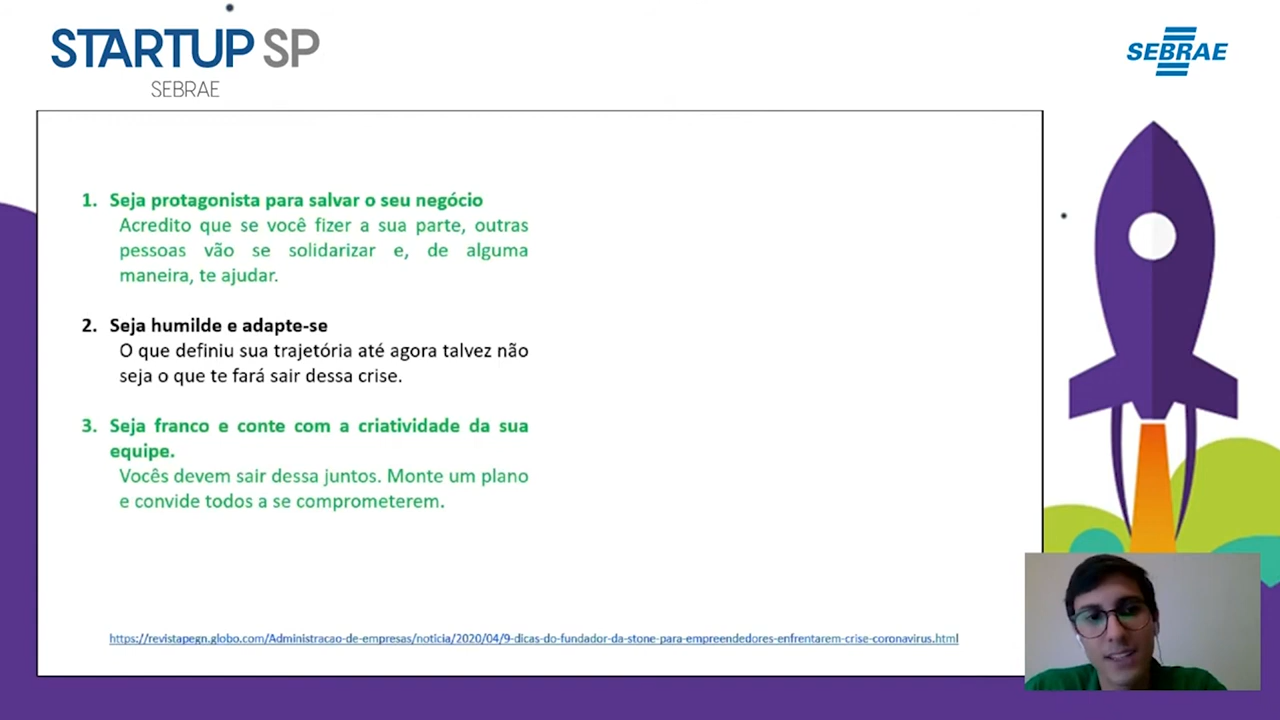 STARTUP SP
SEBRAE
SEBRAE
1. Seja protagonista para salvar o seu negócio
Acredito que se você fizer a sua parte, outras
pessoas vão se solidarizar e, de alguma
maneira, te ajudar.
2. Seja humilde e adapte-se
O que definiu sua trajetória até agora talvez não
seja o que te fará sair dessa crise.
3. Seja franco e conte com a criatividade da sua
equipe.
Vocês devem sair dessa juntos. Monte um plano
e convide todos a se comprometerem.
https://revistapegn.globo.com/Administracao-de-empresas/noticia/2020/04/9-dicas-do-fundador-da-stone-para-empreendedores-enfrentarem-crise-coronavirus.html